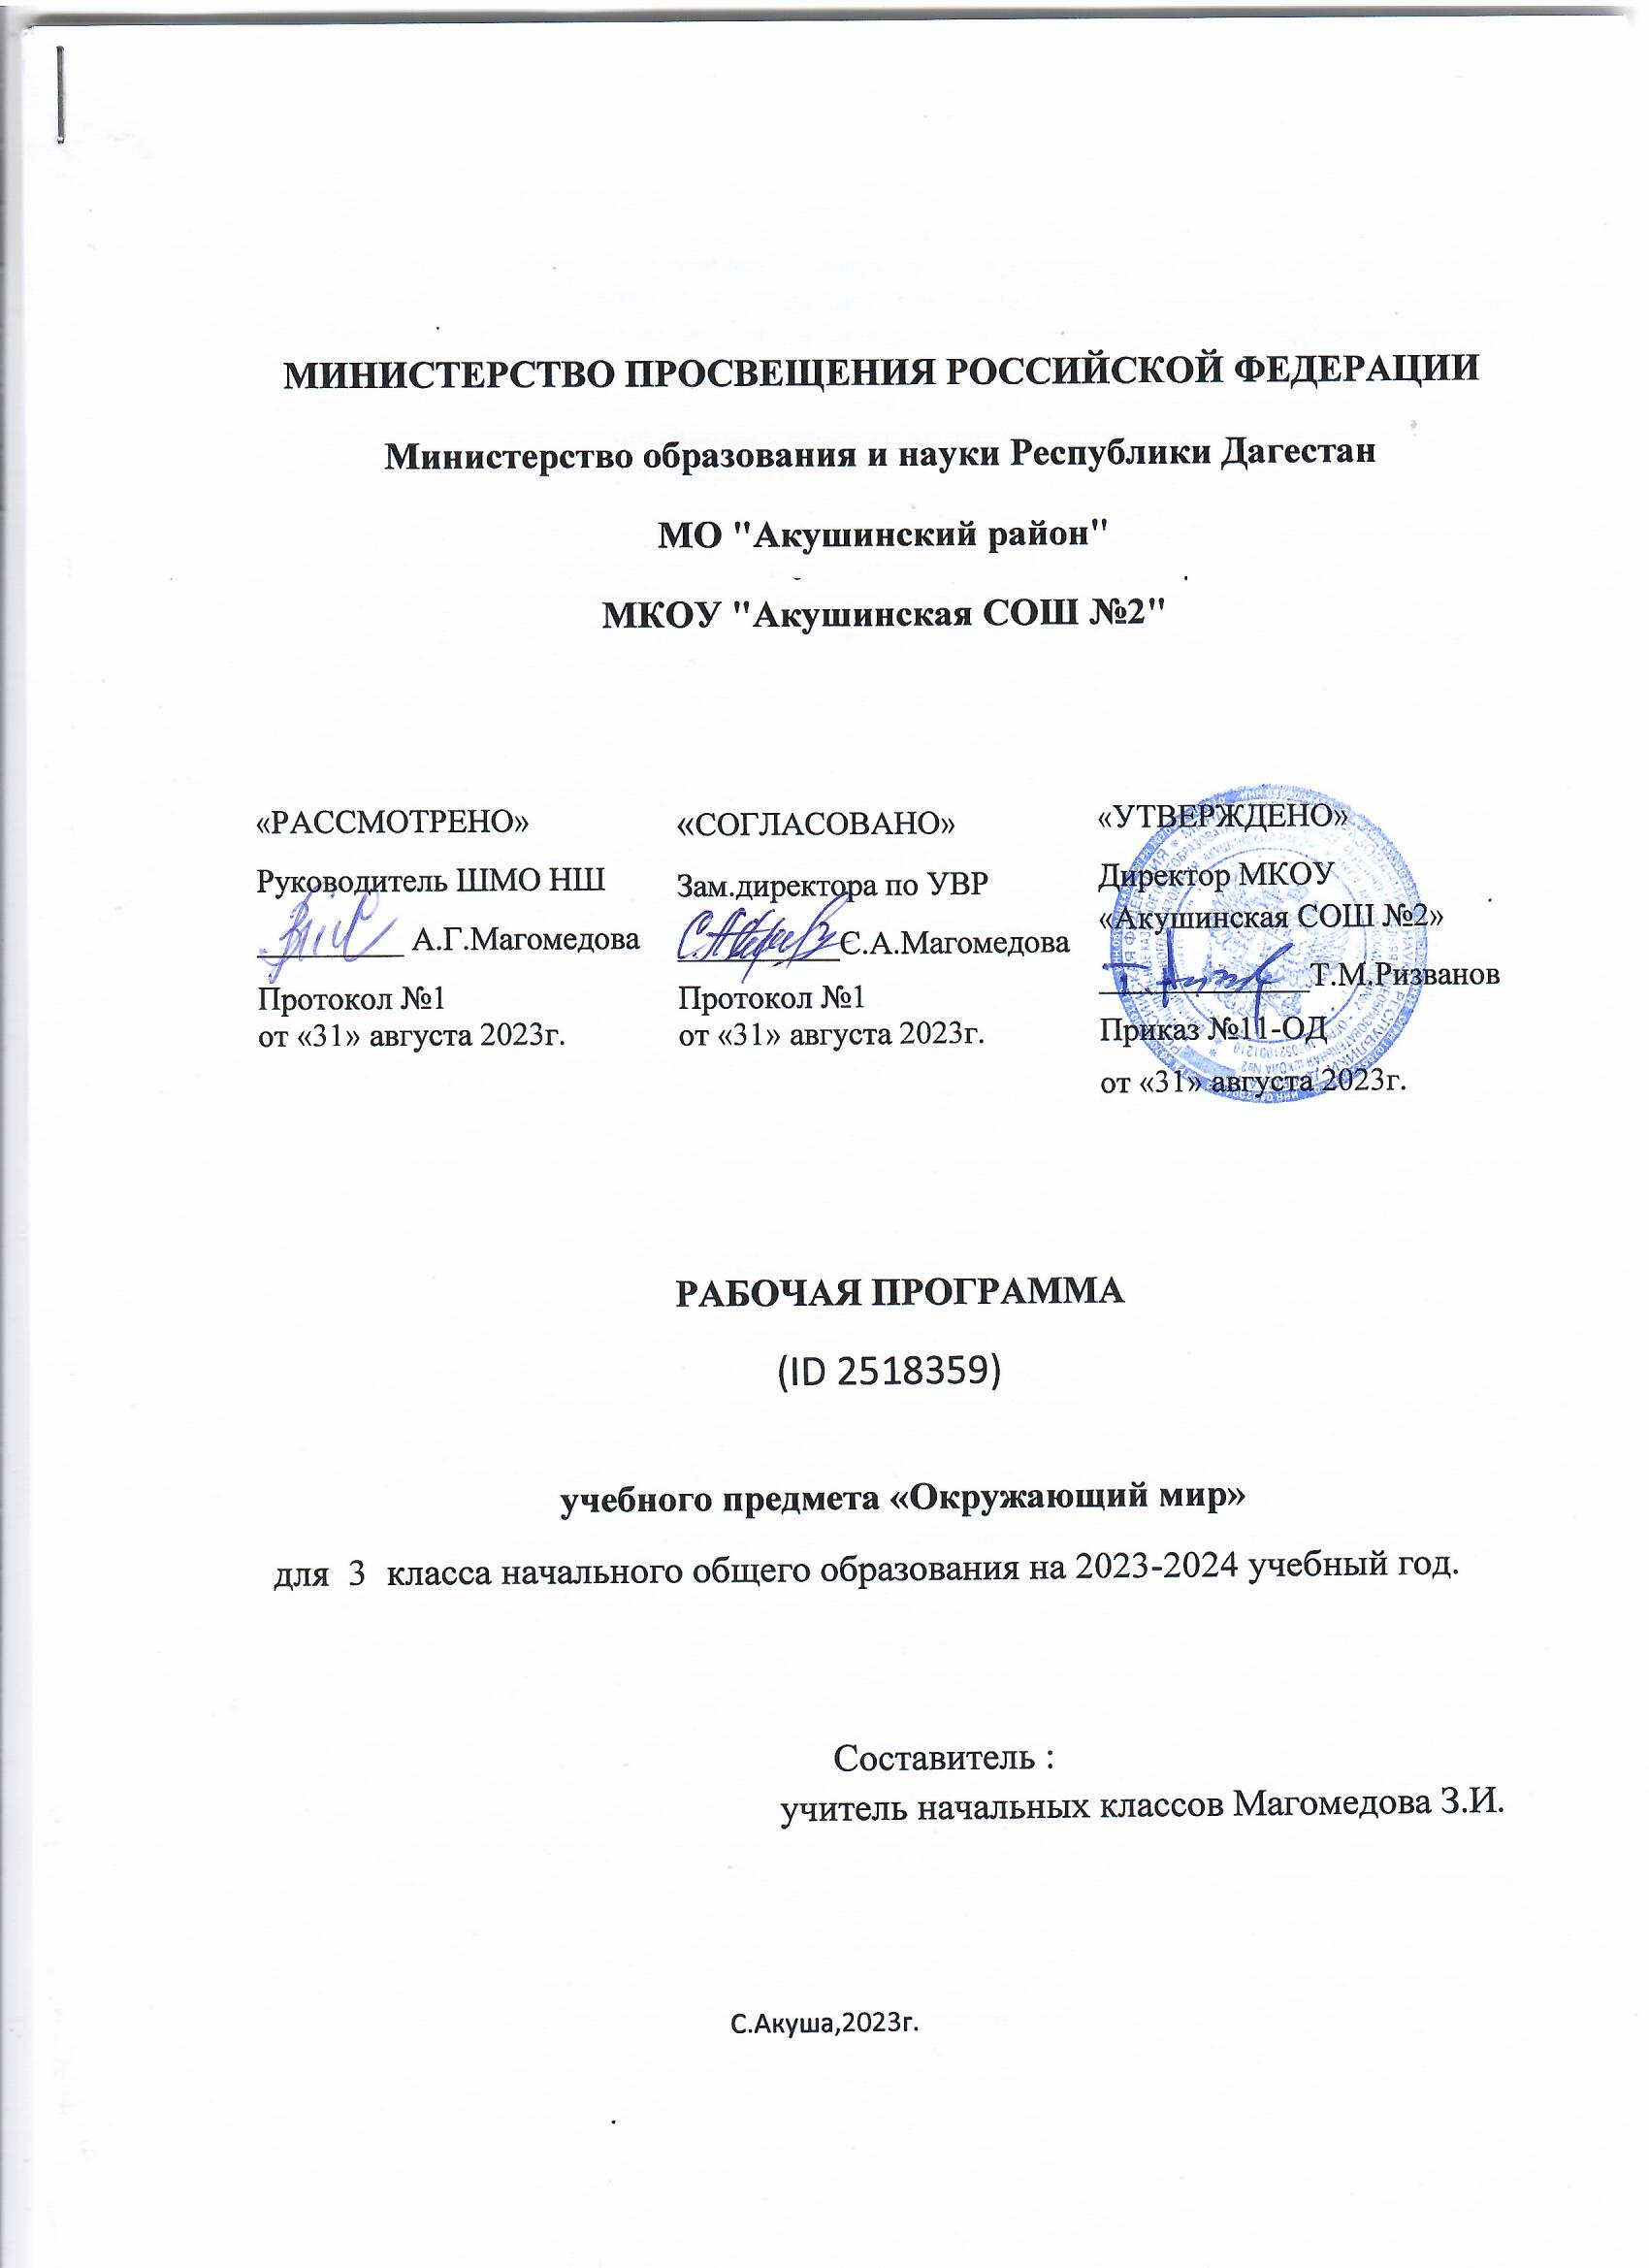 МИНИСТЕРСТВО ПРОСВЕЩЕНИЯ РОССИЙСКОЙ ФЕДЕРАЦИИ
Министерство образования и науки Республики Дагестан
МО "Акушинский район"
МКОУ "Акушинская СОШ №2"
«РАССМОТРЕНО»
Руководитель ШМО НШ
____________ А.Г.Магомедова
Протокол №1
от «31» августа 2023г.
«СОГЛАСОВАНО»
Зам.директора по УВР
____________С.А.Магомедова
Протокол №1
от «31» августа 2023г.
«УТВЕРЖДЕНО»
Директор МКОУ
«Акушинская СОШ №2»
____________Т.М.Ризванов
Приказ №11-ОД
от «31» августа 2023г.
РАБОЧАЯ ПРОГРАММА
(ID 2518359)
учебного предмета «Окружающий мир»
для 3 класса начального общего образования на 2023-2024 учебный год.
Составитель :
учитель начальных классов Магомедова З.И.
С.Акуша,2023г.